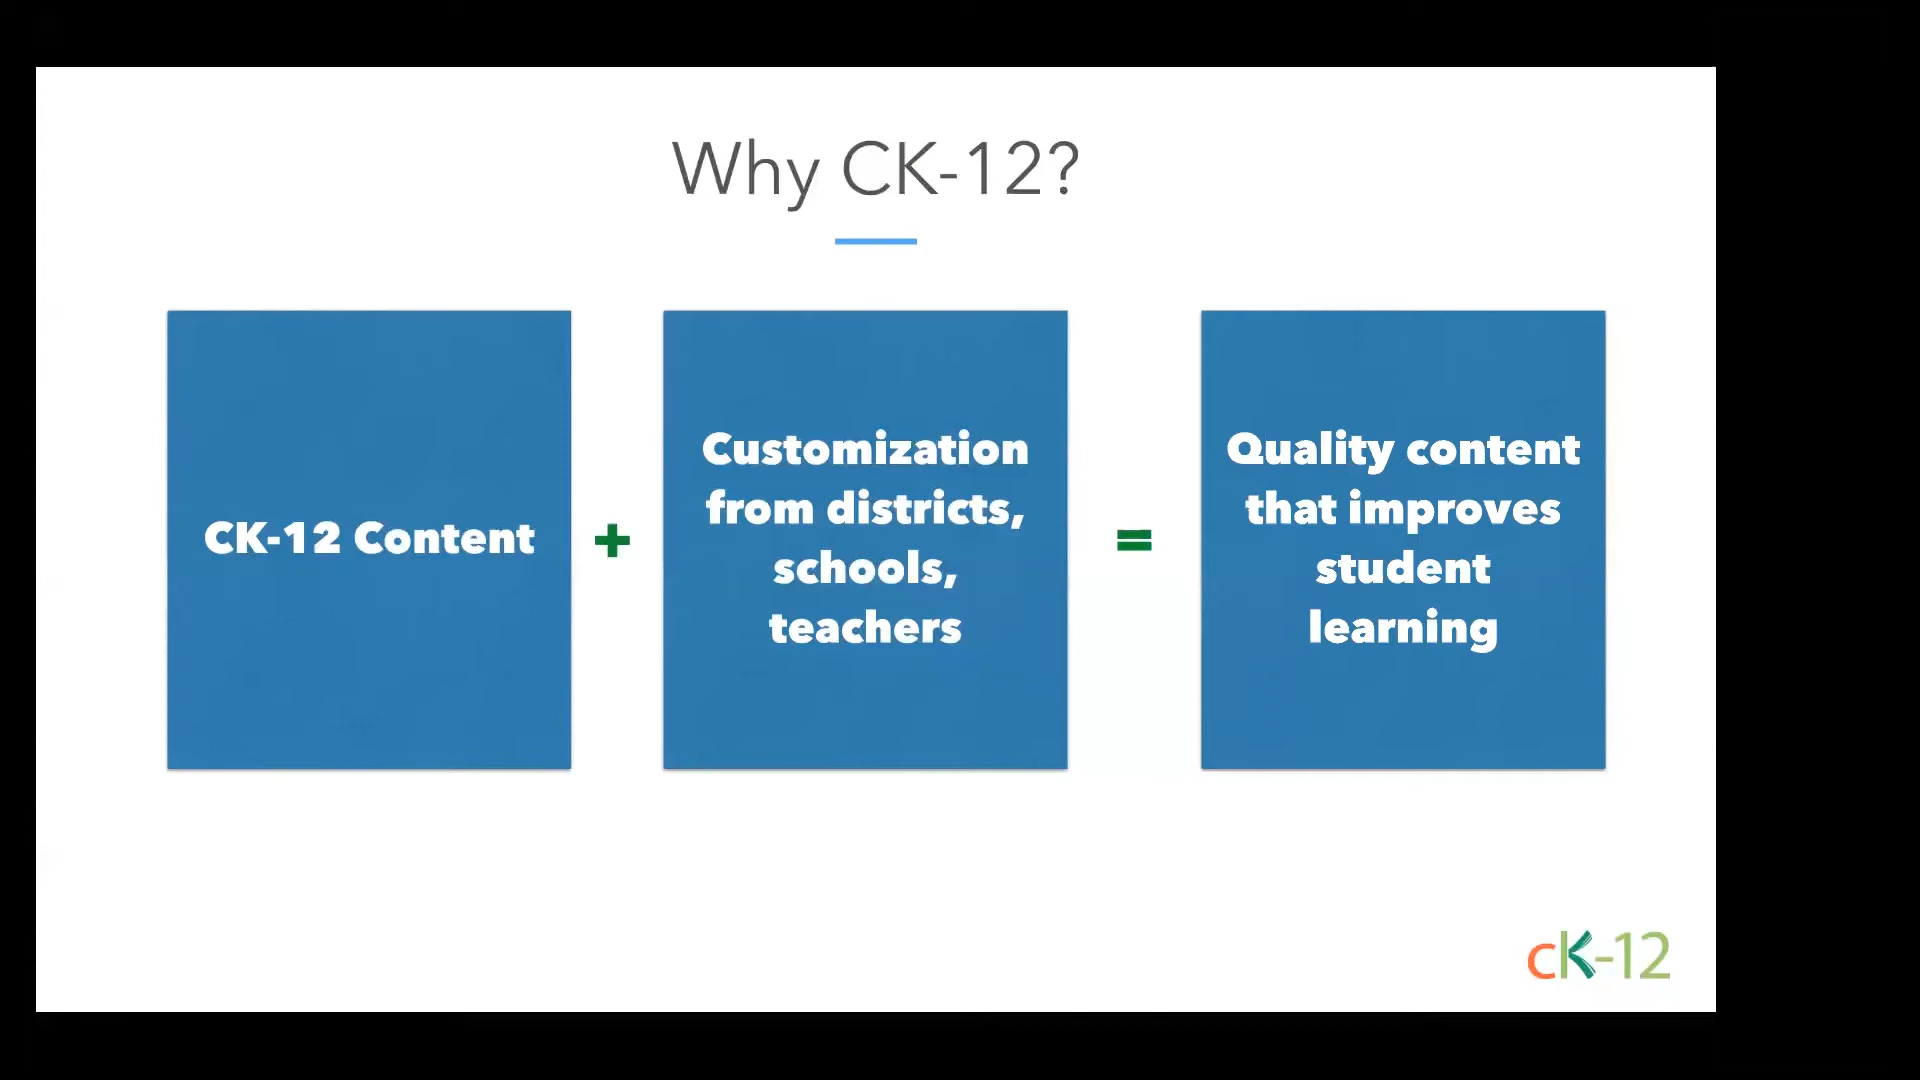 Why CK-12?
CK-12 Content
+
Customization
from districts,
schools,
teachers
=
Quality content
that improves
student
learning
cK-12